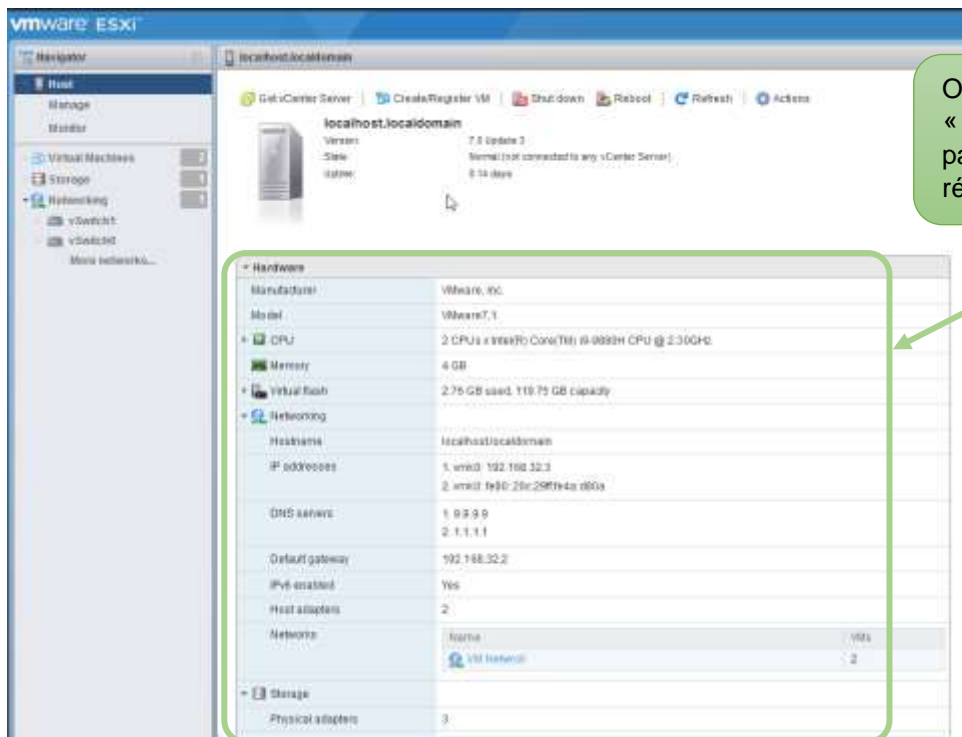 vmware ESXi
Navigator
localhost.localdomain
Host
Manage
Monitor
Get vCenter Server | Create/Register VM | Shut down Reboot | Refresh | Actions
localhost.localdomain
Version: 7.0 Update 3
State: Normal (not connected to any vCenter Server)
Uptime: 0.14 days
Virtual Machines
Storage
Networking
vSwitch1
vSwitch0
More networks...
O
«
pa
ré
Hardware
Manufacturer VMware, Inc.
Model VMware7,1
CPU 2 CPUs x Intel(R) Core(TM) @ 2.30GHz
Memory 4 GB
Virtual flash 2.75 GB used, 119.75 GB capacity
Networking
Hostname localhost.localdomain
IP addresses 1. vmk0: 192.168.32.3
2. vmk0:
DNS servers 1. 9.9.9.9
2. 1.1.1.1
Default gateway 192.168.32.2
IPv6 enabled Yes
Host adapters 2
Networks Name VMs
VM Network 2
Storage
Physical adapters 3